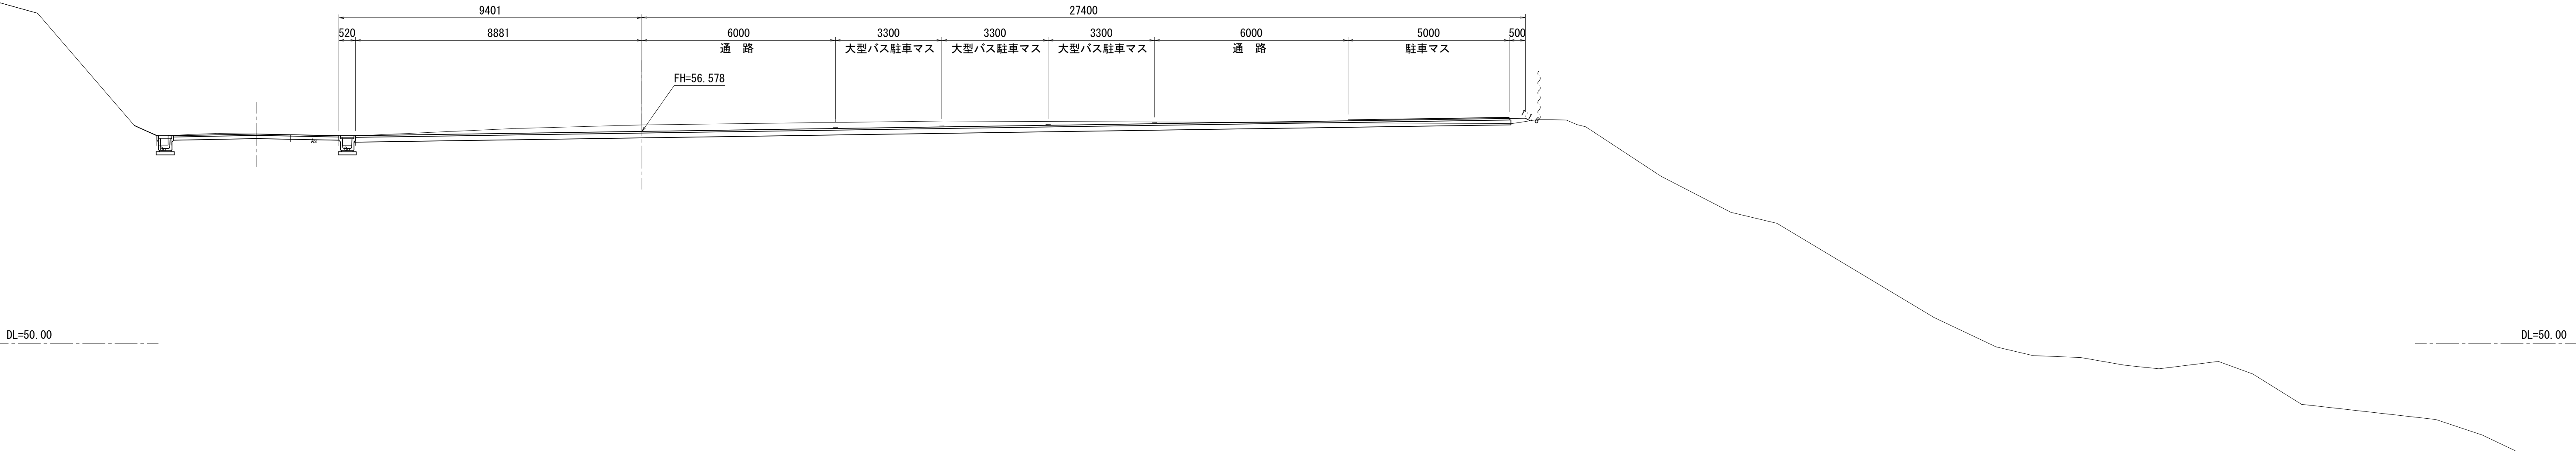 9401 27400
520 8881 6000 3300 3300 3300 6000 5000 500
通　路 大型バス駐車マス 大型バス駐車マス 大型バス駐車マス 通　路 駐車マス
FH=56.578
As
DL=50.00 DL=50.00